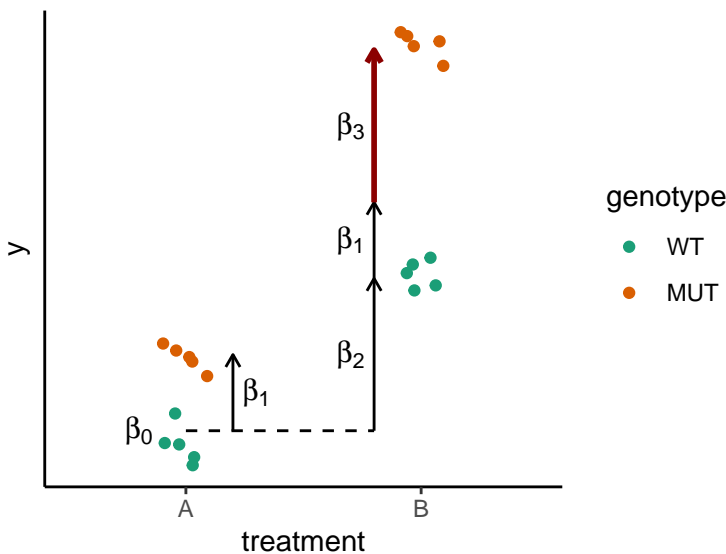 β3
β1
β2
β0
β1
y
A
B
treatment
genotype
WT
MUT